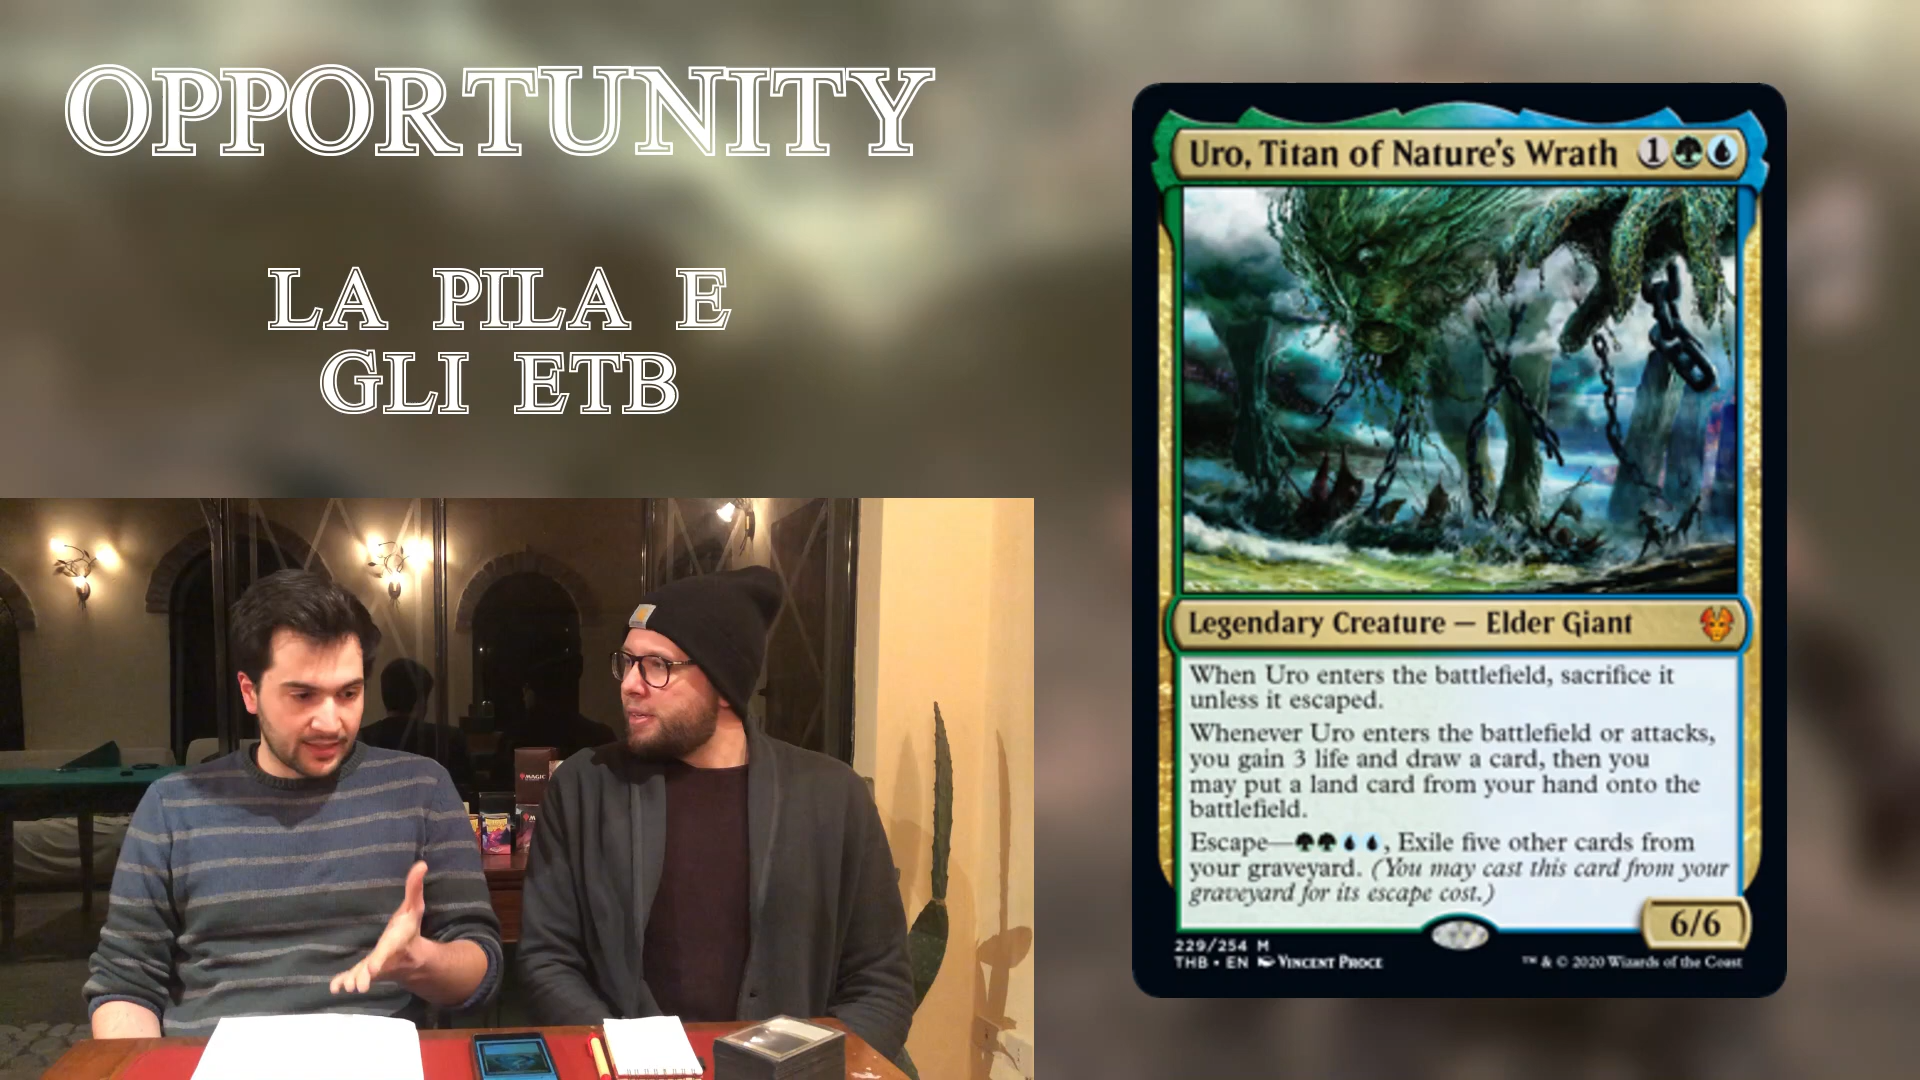 OPPORTUNITY
LA PILA E
GLI ETB
Uro, Titan of Nature's Wrath 1
Legendary Creature — Elder Giant
When Uro enters the battlefield, sacrifice it
unless it escaped.
Whenever Uro enters the battlefield or attacks,
you gain 3 life and draw a card, then you
may put a land card from your hand onto the
battlefield.
Escape—, Exile five other cards from
your graveyard. (You may cast this card from your
graveyard for its escape cost.)
6/6
229/254 M
THB • EN VINCENT PROCE
™ & © 2020 Wizards of the Coast
MAGIC